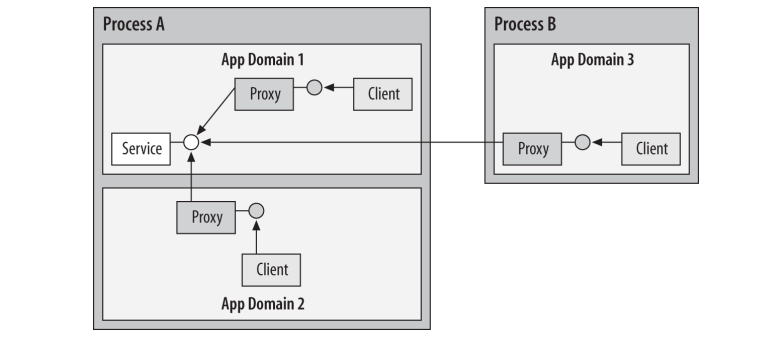 Process A
App Domain 1
Proxy
Client
Service
Proxy
Client
App Domain 2
Process B
App Domain 3
Proxy
Client